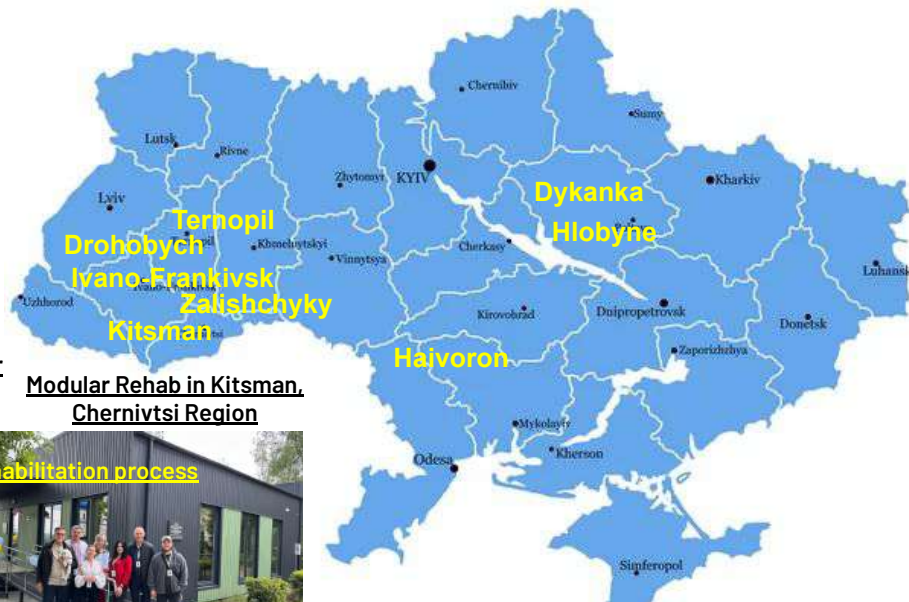 Chernihiv
Sumy
Lutsk
Rivne
Zhytomyr
KYIV
Kharkiv
Dykanka
Lviv
Ternopil
Hlobyne
Drohobych
Khmelnytskyi
Cherkasy
Vinnytsya
Luhansk
Ivano-Frankivsk
Uzhhorod
Zalishchyky
Kirovohrad
Dnipropetrovsk
Donetsk
Kitsman
Haivoron
Zaporizhzhya
Modular Rehab in Kitsman,
Chernivtsi Region
Mykolayiv
Kherson
Odesa
abilitation process
Simferopol